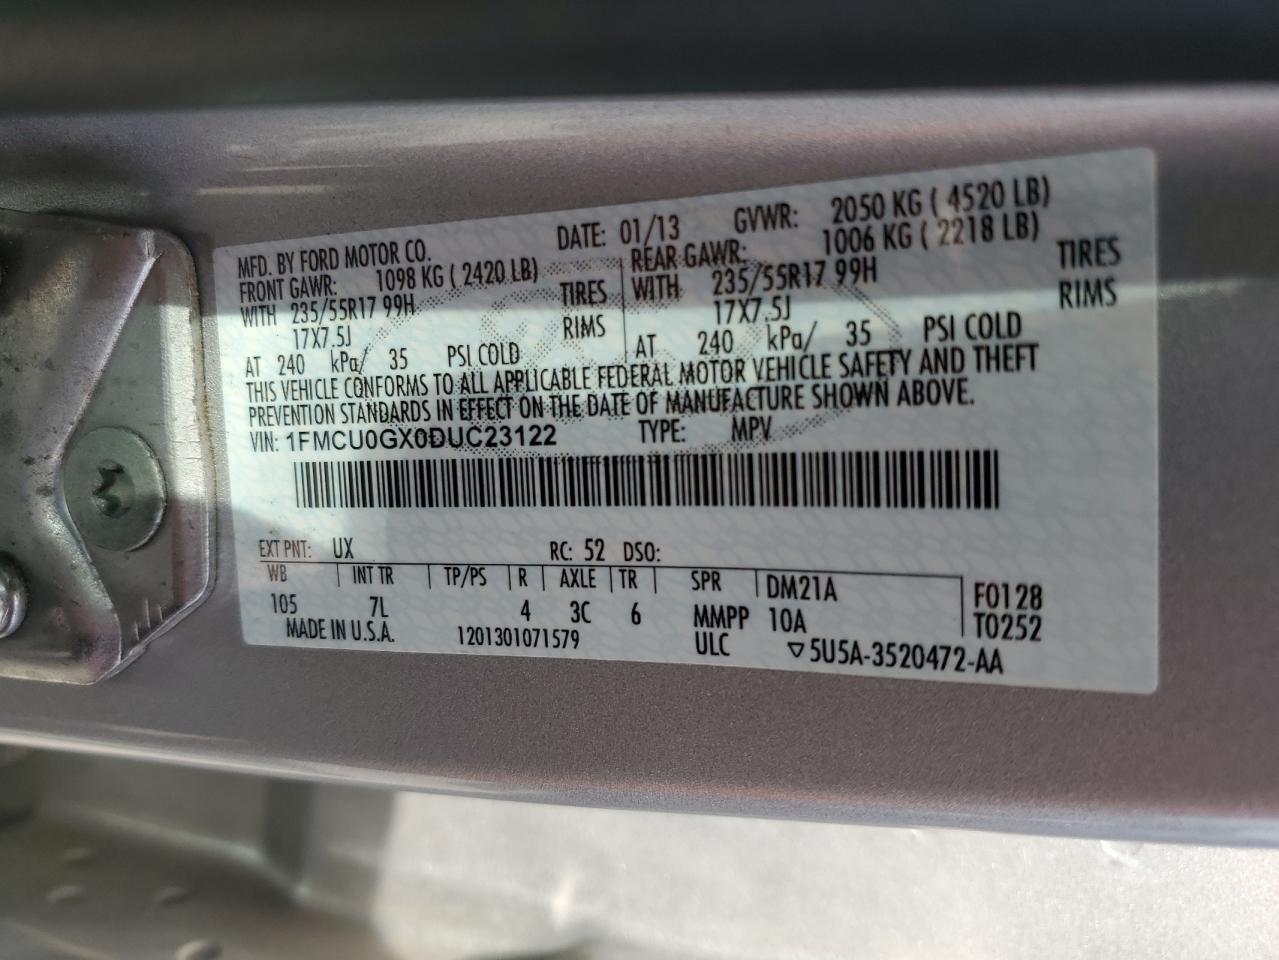 MFD. BY FORD MOTOR CO. DATE: 01/13 GVWR: 2050 KG ( 4520 LB)
FRONT GAWR: 1098 KG ( 2420 LB) REAR GAWR: 1006 KG ( 2218 LB)
WITH 235/55R17 99H TIRES WITH 235/55R17 99H TIRES
17X7.5J RIMS 17X7.5J RIMS
AT 240 kPa/ 35 PSI COLD AT 240 kPa/ 35 PSI COLD
THIS VEHICLE CONFORMS TO ALL APPLICABLE FEDERAL MOTOR VEHICLE SAFETY AND THEFT
PREVENTION STANDARDS IN EFFECT ON THE DATE OF MANUFACTURE SHOWN ABOVE.
VIN: 1FMCU0GX0DUC23122 TYPE: MPV
EXT PNT: UX RC: 52 DSO:
WB INT TR TP/PS R AXLE TR SPR DM21A F0128
105 7L 4 3C 6 MMPP 10A T0252
MADE IN U.S.A. 1201301071579 ULC ▽5U5A-3520472-AA